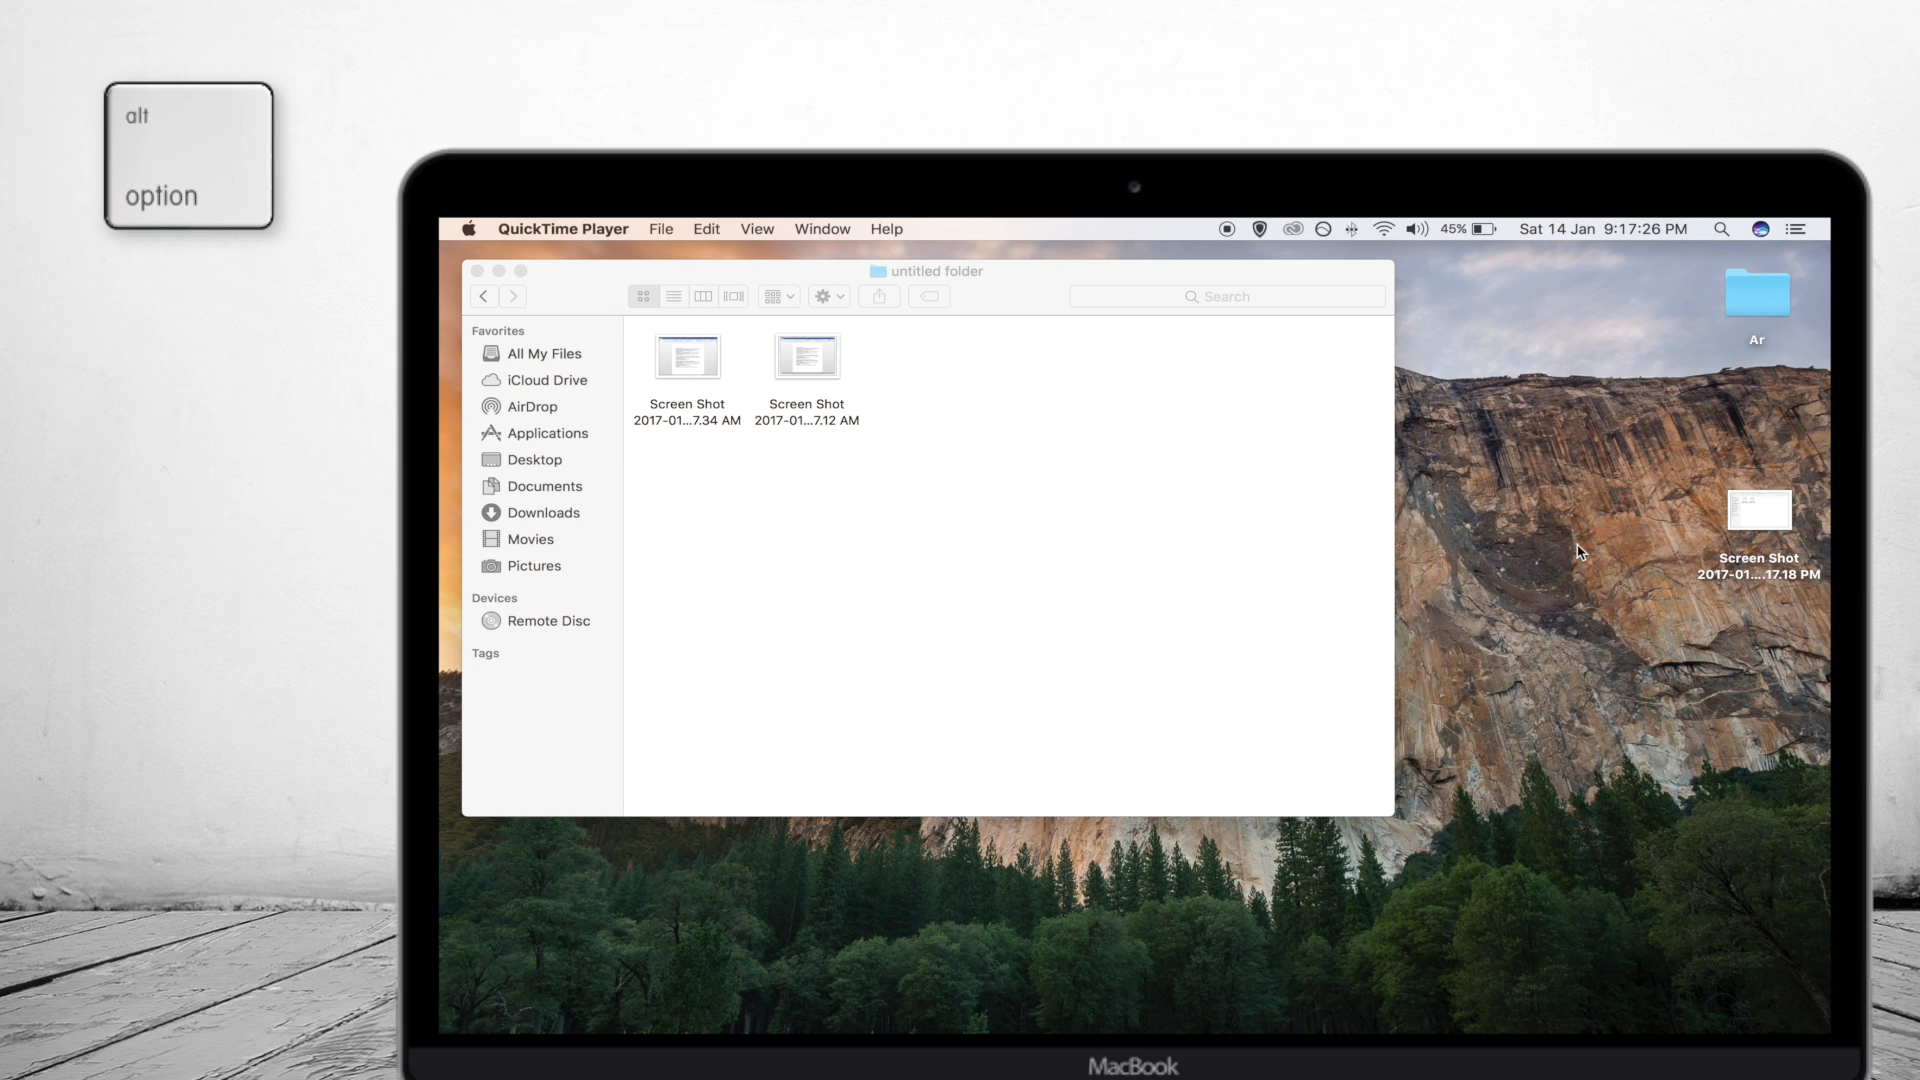 alt
option
QuickTime Player File Edit View Window Help 45% Sat 14 Jan 9:17:26 PM
untitled folder
Search
Favorites
All My Files
iCloud Drive
AirDrop
Applications
Desktop
Documents
Downloads
Movies
Pictures
Devices
Remote Disc
Tags
Screen Shot
2017-01...7.34 AM
Screen Shot
2017-01...7.12 AM
Ar
Screen Shot
2017-01....17.18 PM
MacBook